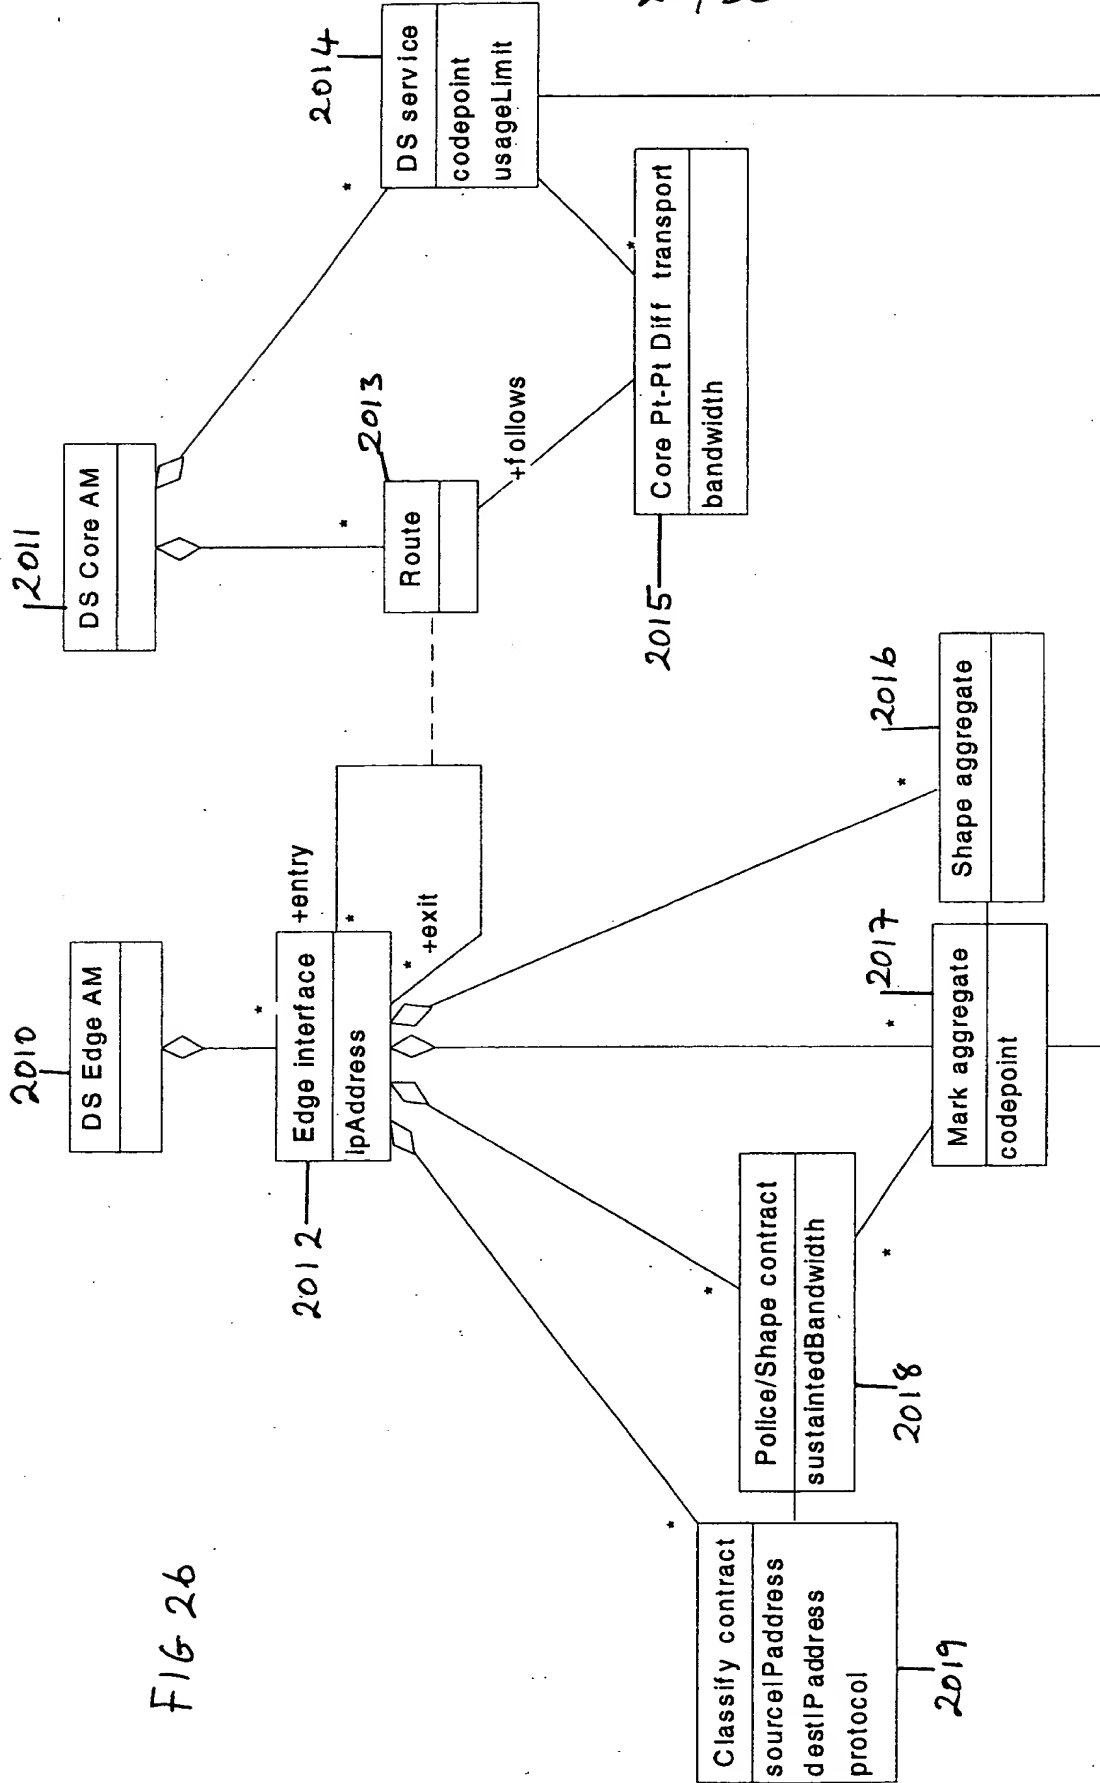 FIG 2b
2010
DS Edge AM
2011
DS Core AM
2012
Edge interface
ipAddress
+entry
*
+exit
*
*
2013
Route
*
+follows
2014
DS service
codepoint
usageLimit
*
2015
Core Pt-Pt Diff transport
bandwidth
*
2019
Classify contract
sourceIPaddress
destIPaddress
protocol
*
2018
Police/Shape contract
sustaintedBandwidth
*
*
2017
Mark aggregate
codepoint
*
2016
Shape aggregate
*